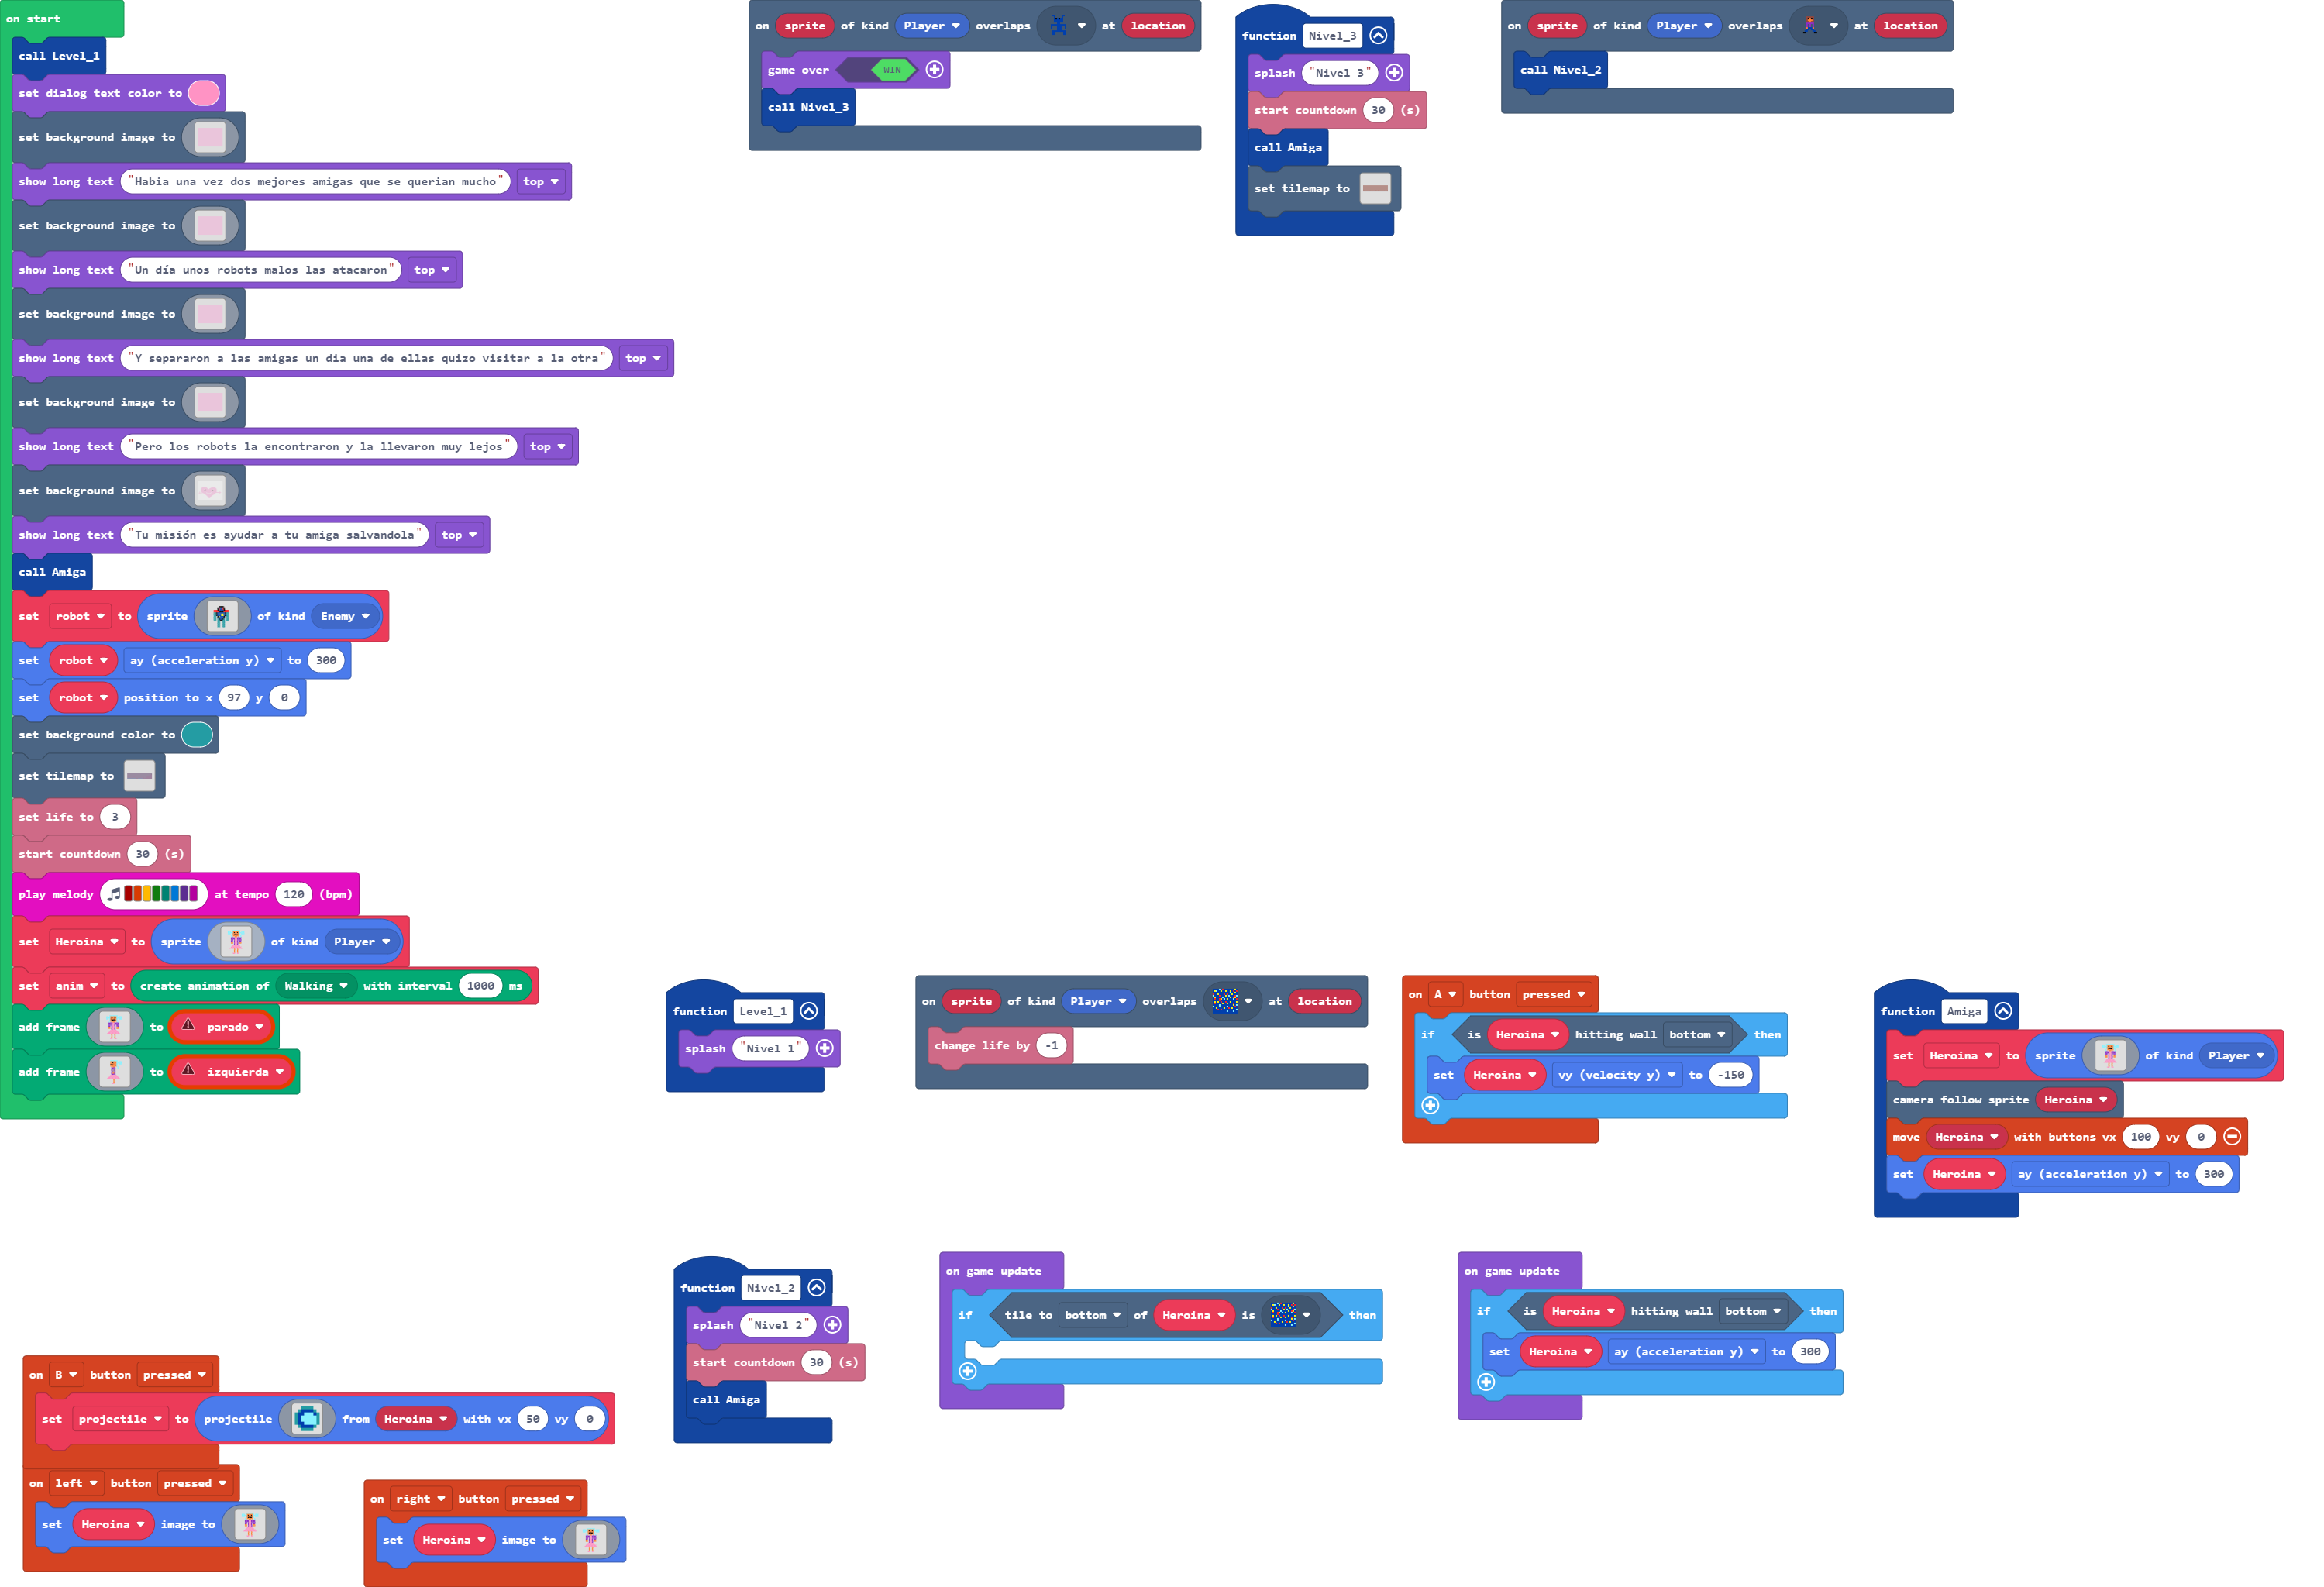 on start
call Level_1
set dialog text color to
set background image to
show long text "Habia una vez dos mejores amigas que se querian mucho" top
set background image to
show long text "Un día unos robots malos las atacaron" top
set background image to
show long text "Y separaron a las amigas un dia una de ellas quizo visitar a la otra" top
set background image to
show long text "Pero los robots la encontraron y la llevaron muy lejos" top
set background image to
show long text "Tu misión es ayudar a tu amiga salvandola" top
call Amiga
set robot to sprite of kind Enemy
set robot ay (acceleration y) to 300
set robot position to x 97 y 0
set background color to
set tilemap to
set life to 3
start countdown 30 (s)
play melody at tempo 120 (bpm)
set Heroina to sprite of kind Player
set anim to create animation of Walking with interval 1000 ms
add frame to parado
add frame to izquierda
on sprite of kind Player overlaps at location
game over WIN
call Nivel_3
function Nivel_3
splash "Nivel 3"
start countdown 30 (s)
call Amiga
set tilemap to
on sprite of kind Player overlaps at location
call Nivel_2
function Level_1
splash "Nivel 1"
on sprite of kind Player overlaps at location
change life by -1
on A button pressed
if is Heroina hitting wall bottom then
set Heroina vy (velocity y) to -150
function Amiga
set Heroina to sprite of kind Player
camera follow sprite Heroina
move Heroina with buttons vx 100 vy 0
set Heroina ay (acceleration y) to 300
function Nivel_2
splash "Nivel 2"
start countdown 30 (s)
call Amiga
on game update
if tile to bottom of Heroina is then
on game update
if is Heroina hitting wall bottom then
set Heroina ay (acceleration y) to 300
on B button pressed
set projectile to projectile from Heroina with vx 50 vy 0
on left button pressed
set Heroina image to
on right button pressed
set Heroina image to